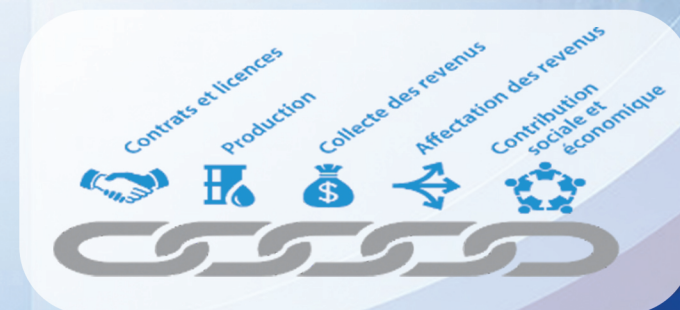 Contrats et licences
Production
Collecte des revenus
Affectation des revenus
Contribution
sociale et
économique
$